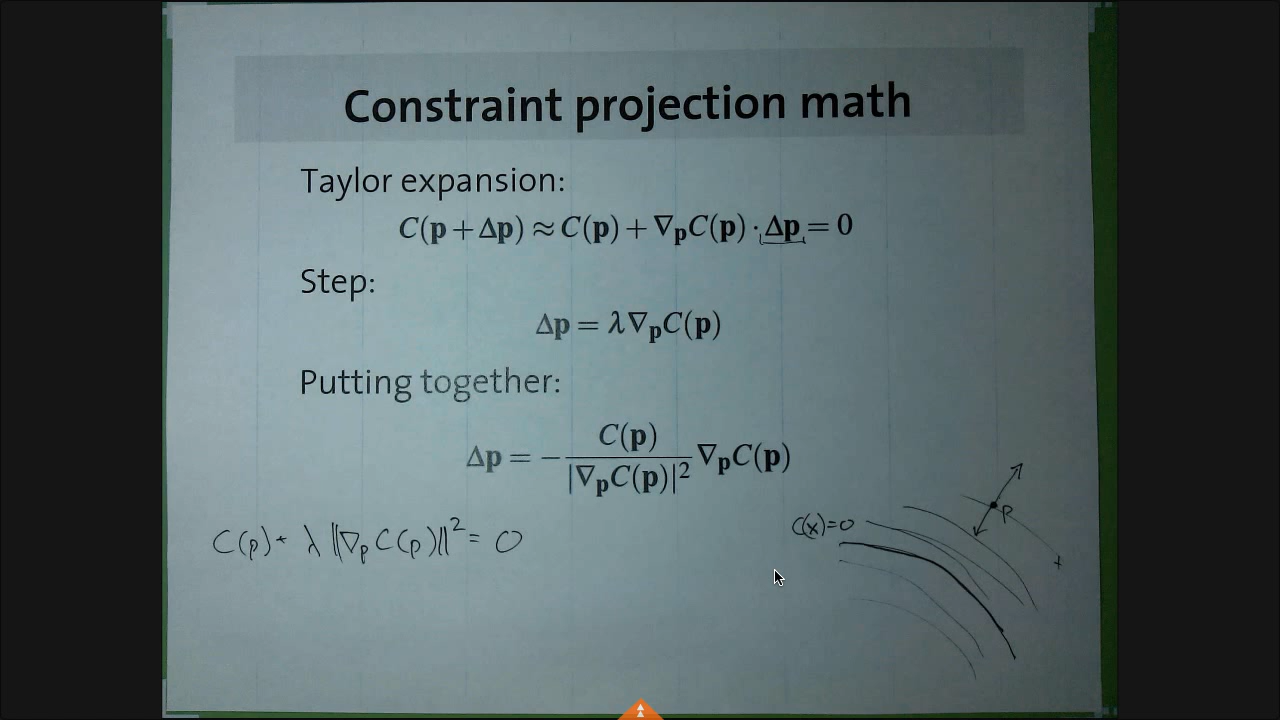 Constraint projection math
Taylor expansion:
C(p + Δp) ≈ C(p) + ∇ₚC(p) · Δp = 0
Step:
Δp = λ∇ₚC(p)
Putting together:
Δp = − C(p) / |∇ₚC(p)|² ∇ₚC(p)
C(p) + λ ||∇ₚ C(p)||² = 0
C(x)=0
P
+